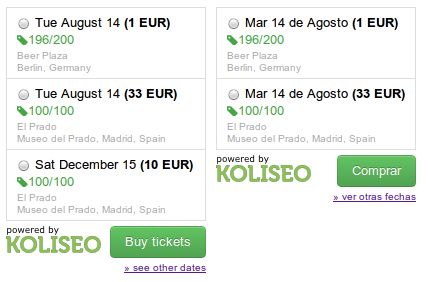 Tue August 14 (1 EUR)
196/200
Beer Plaza
Berlin, Germany
Tue August 14 (33 EUR)
100/100
El Prado
Museo del Prado, Madrid, Spain
Sat December 15 (10 EUR)
100/100
El Prado
Museo del Prado, Madrid, Spain
powered by
KOLISEO
Buy tickets
» see other dates
Mar 14 de Agosto (1 EUR)
196/200
Beer Plaza
Berlin, Germany
Mar 14 de Agosto (33 EUR)
100/100
El Prado
Museo del Prado, Madrid, Spain
powered by
KOLISEO
Comprar
» ver otras fechas